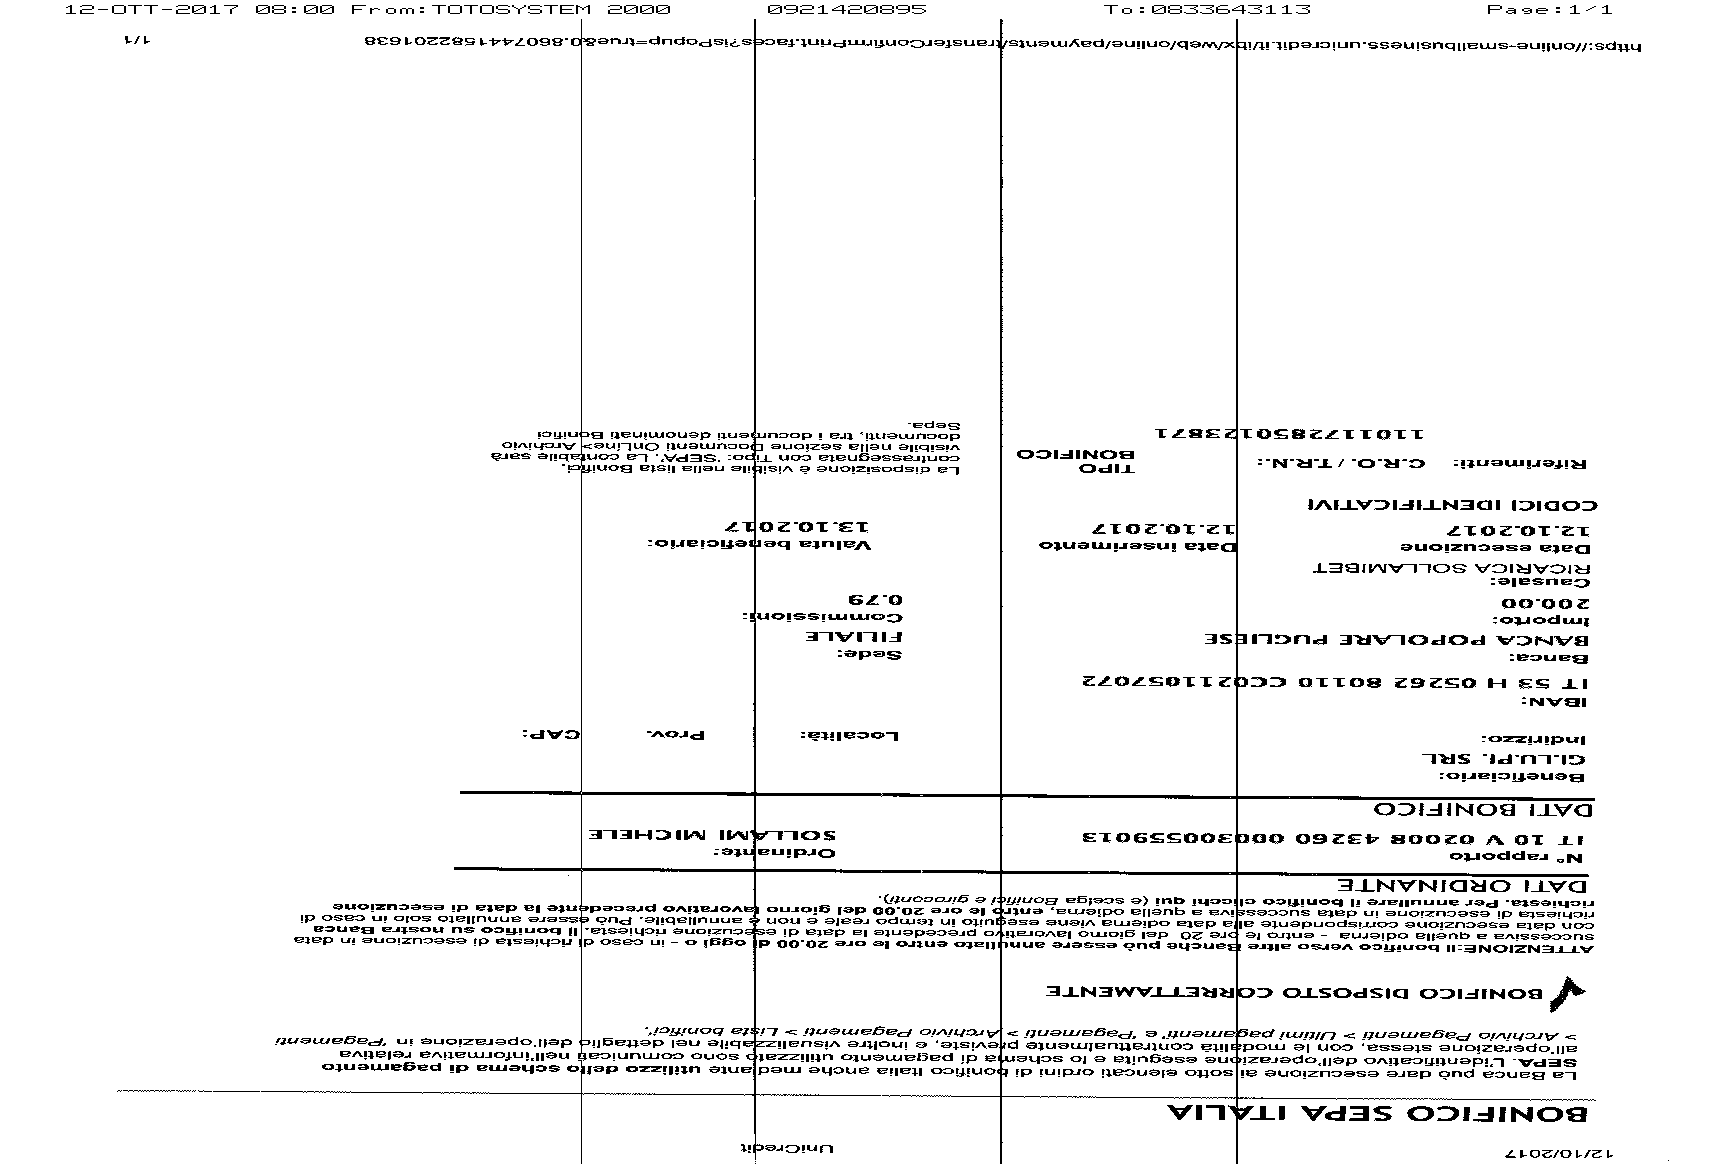 12-OTT-2017 08:00 From:TOTOSYSTEM 2000 0921420895 To:0833643113 Page:1/1
12/10/2017 UniCredit
BONIFICO SEPA ITALIA
La Banca può dare esecuzione ai sotto elencati ordini di bonifico Italia anche mediante utilizzo dello schema di pagamento
SEPA. L'identificativo dell'operazione eseguita e lo schema di pagamento utilizzato sono comunicati nell'informativa relativa
all'operazione stessa, con le modalità contrattualmente previste, e inoltre visualizzabile nel dettaglio dell'operazione in "Pagamenti
> Archivio Pagamenti > Ultimi pagamenti" e "Pagamenti > Archivio Pagamenti > Lista bonifici".
BONIFICO DISPOSTO CORRETTAMENTE
ATTENZIONE:Il bonifico verso altre Banche può essere annullato entro le ore 20.00 di oggi o - in caso di richiesta di esecuzione in data
successiva a quella odierna - entro le ore 20 del giorno lavorativo precedente la data di esecuzione richiesta. Il bonifico su nostra Banca
con data esecuzione corrispondente alla data odierna viene eseguito in tempo reale e non è annullabile. Può essere annullato solo in caso di
richiesta di esecuzione in data successiva a quella odierna, entro le ore 20.00 del giorno lavorativo precedente la data di esecuzione
richiesta. Per annullare il bonifico clicchi qui (e scelga Bonifici e giroconti).
DATI ORDINANTE
N° rapporto Ordinante:
IT 10 V 02008 43260 000300559013 SOLLAMI MICHELE
DATI BONIFICO
Beneficiario:
GI.LU.PI. SRL
Indirizzo: Località: Prov. CAP:
IBAN:
IT 53 H 05262 80110 CC0211057072
Banca: Sede:
BANCA POPOLARE PUGLIESE FILIALE
Importo: Commissioni:
200.00 0.79
Causale:
RICARICA SOLLAMIBET
Data esecuzione Data inserimento Valuta beneficiario:
12.10.2017 12.10.2017 13.10.2017
CODICI IDENTIFICATIVI
Riferimenti: C.R.O. / T.R.N.: TIPO BONIFICO
1101172850123871
La disposizione è visibile nella lista Bonifici,
contrassegnata con Tipo: "SEPA". La contabile sarà
visibile nella sezione Documenti OnLine> Archivio
documenti, tra i documenti denominati Bonifici
Sepa.
https://online-smallbusiness.unicredit.it/ibx/web/online/payments/transferConfirmPrint.faces?isPopup=true&0.8607441582201638 1/1